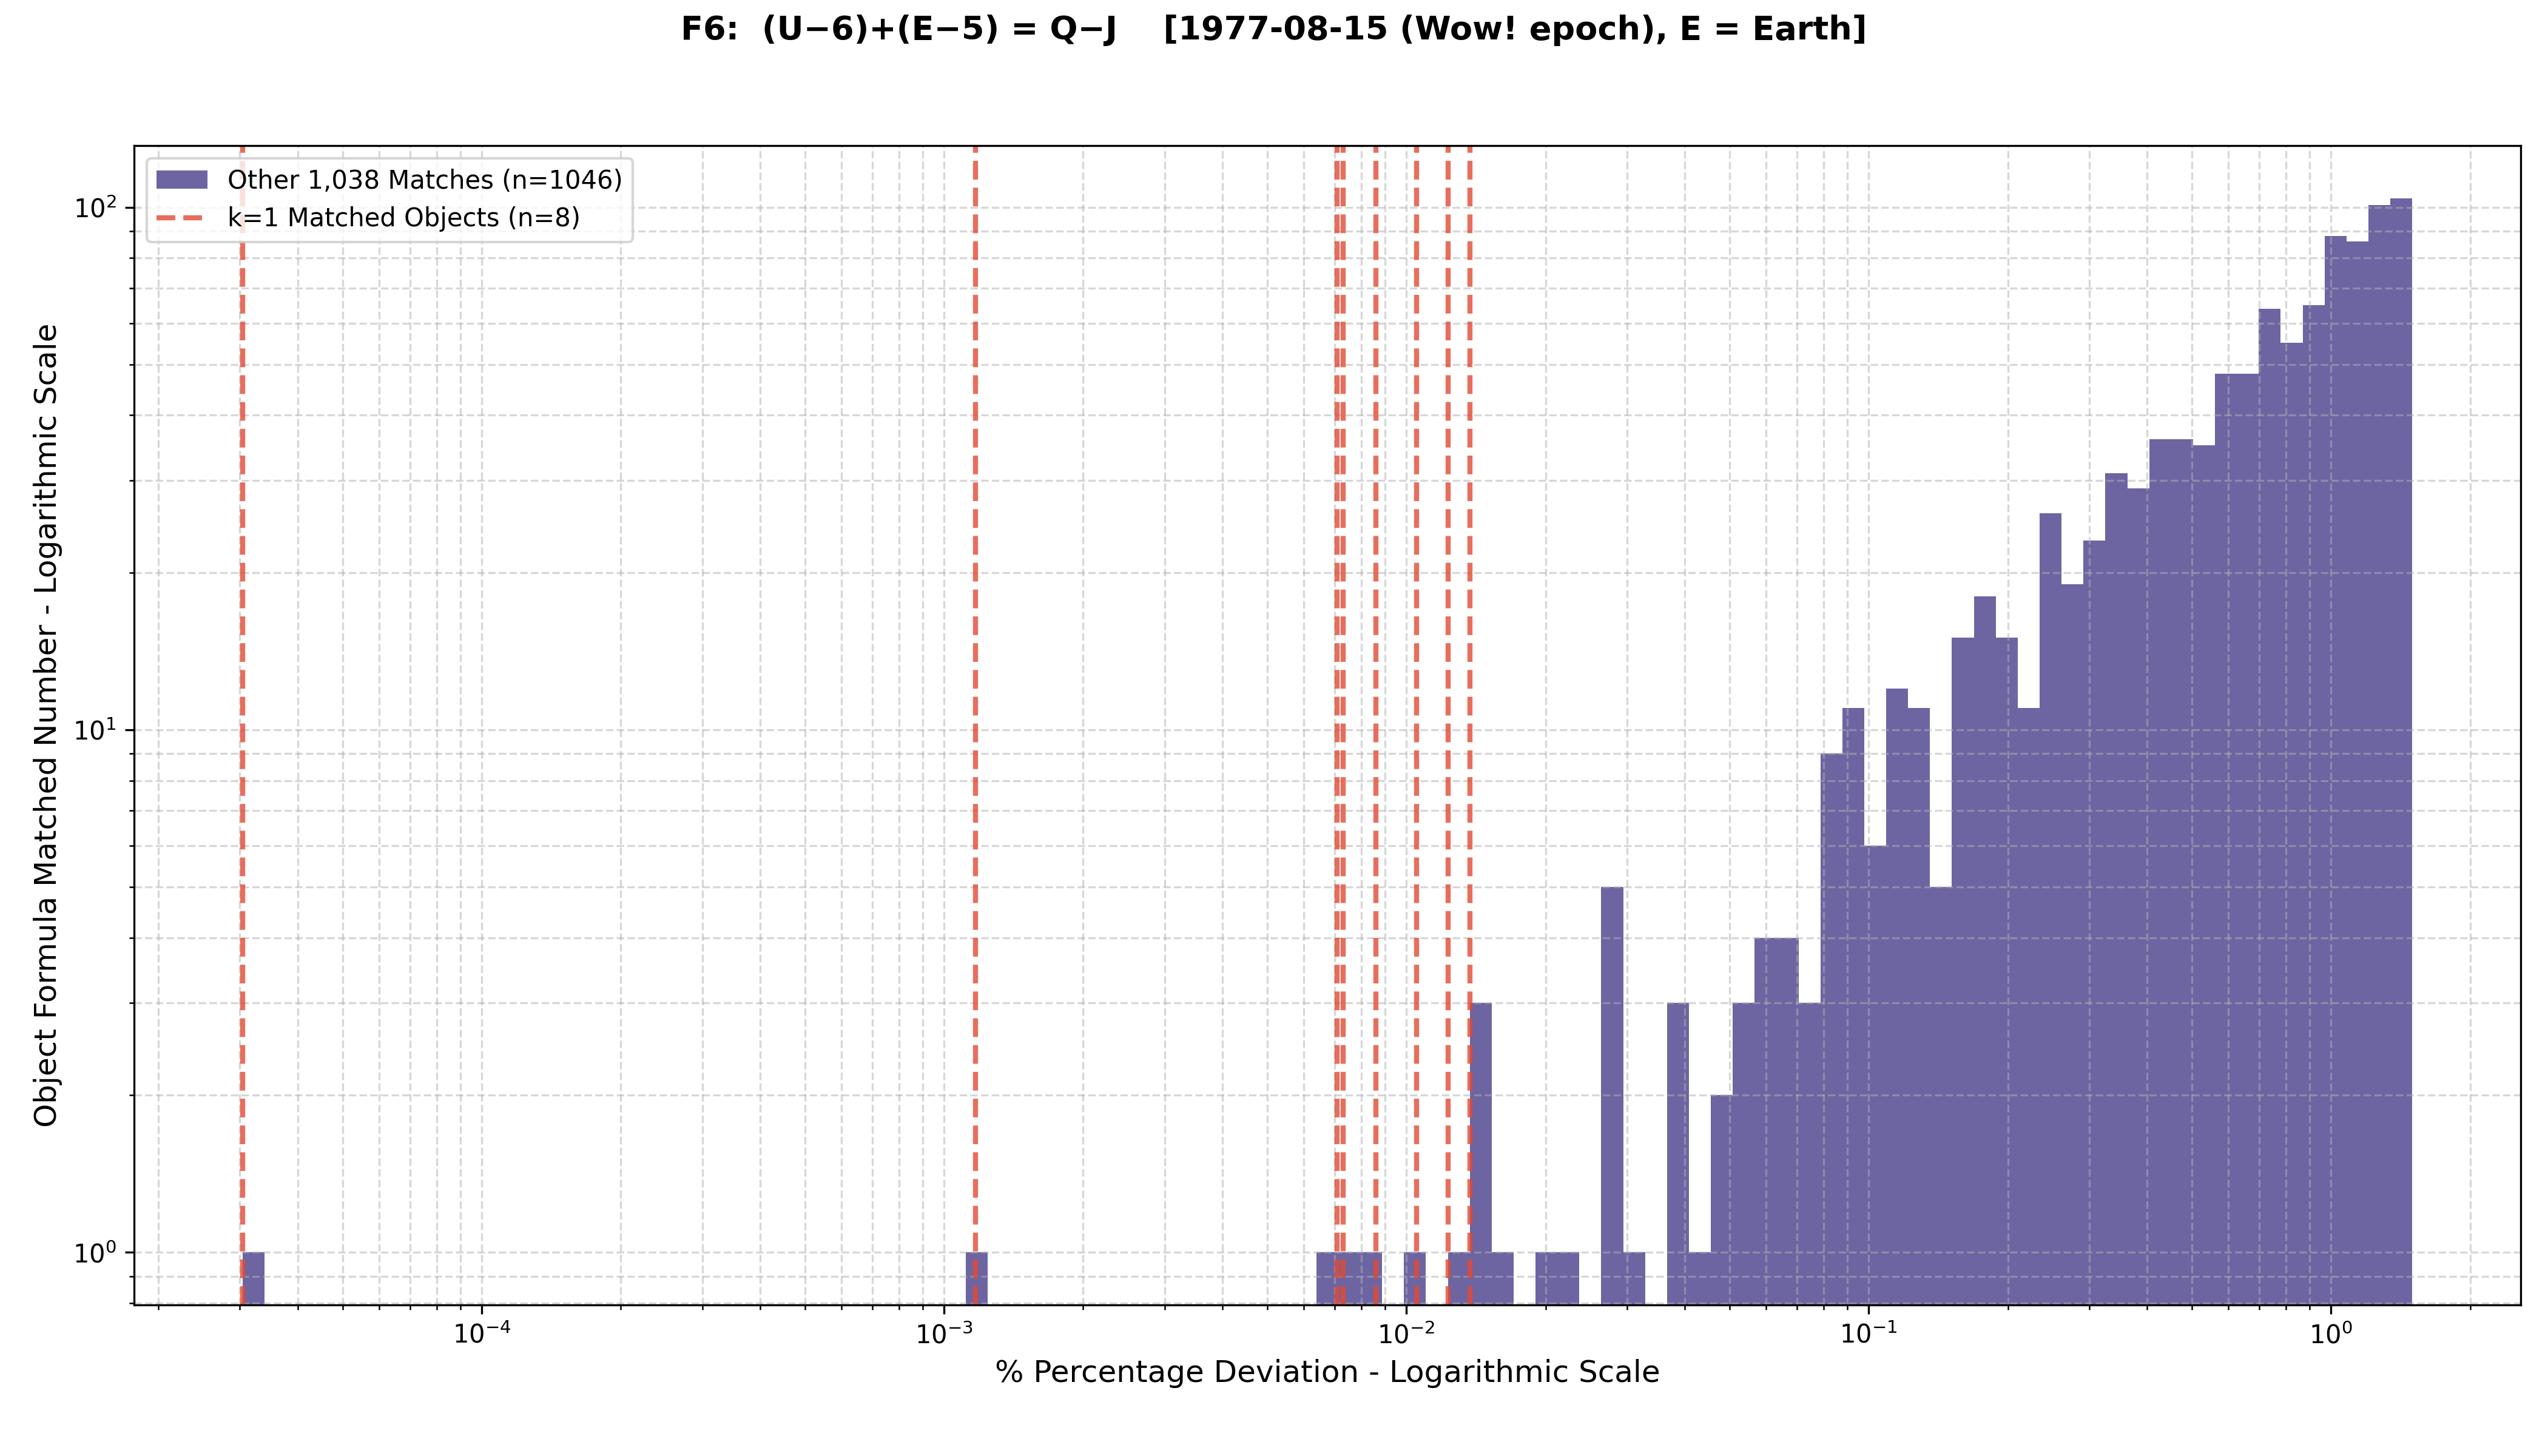 F6:  (U−6)+(E−5) = Q−J    [1977-08-15 (Wow! epoch), E = Earth]
Other 1,038 Matches (n=1046)
k=1 Matched Objects (n=8)
Object Formula Matched Number - Logarithmic Scale
10²
10¹
10⁰
10⁻⁴ 10⁻³ 10⁻² 10⁻¹ 10⁰
% Percentage Deviation - Logarithmic Scale